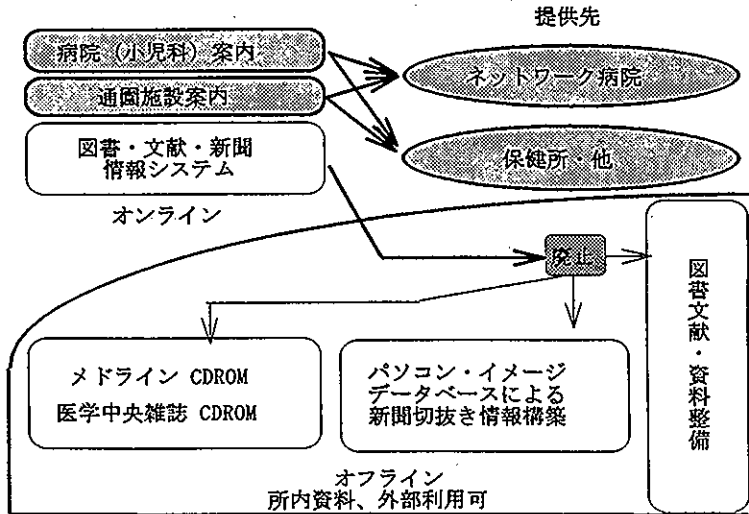 提供先
病院（小児科）案内
ネットワーク病院
通園施設案内
図書・文献・新聞
情報システム
保健所・他
オンライン
廃止
図書文献・資料整備
メドライン CDROM
医学中央雑誌 CDROM
パソコン・イメージ
データベースによる
新聞切抜き情報構築
オフライン
所内資料、外部利用可